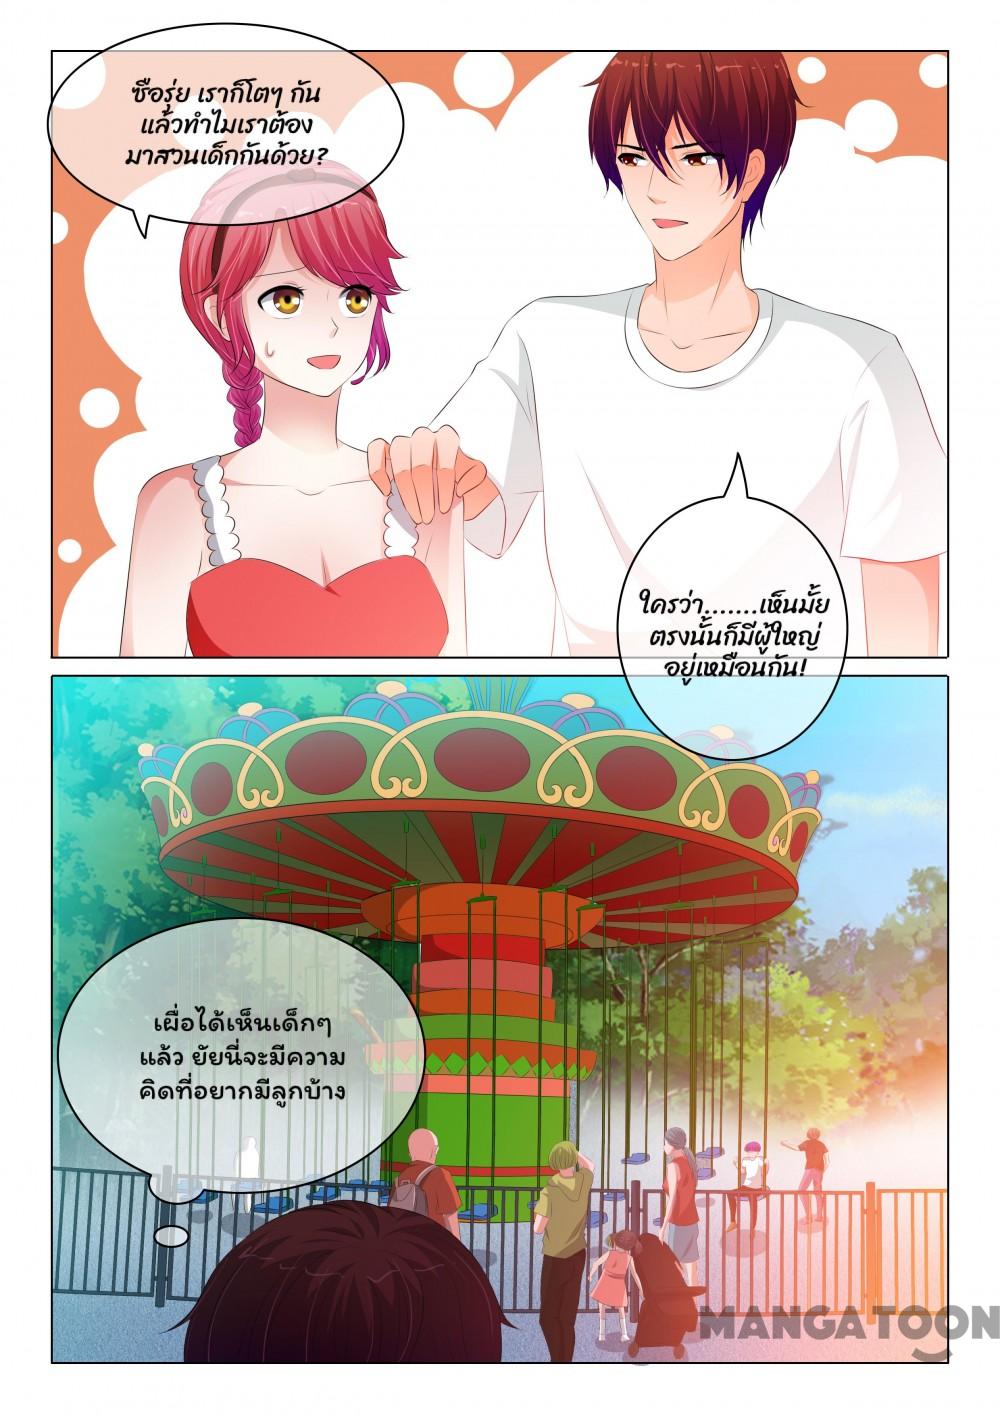 ซือรุ่ย เราก็โตๆ กัน
แล้วทำไมเราต้อง
มาสวนเด็กกันด้วย?
ใครว่า.......เห็นมั้ย
ตรงนั้นก็มีผู้ใหญ่
อยู่เหมือนกัน!
เผื่อได้เห็นเด็กๆ
แล้ว ยัยนี่จะมีความ
คิดที่อยากมีลูกบ้าง
MANGATOON